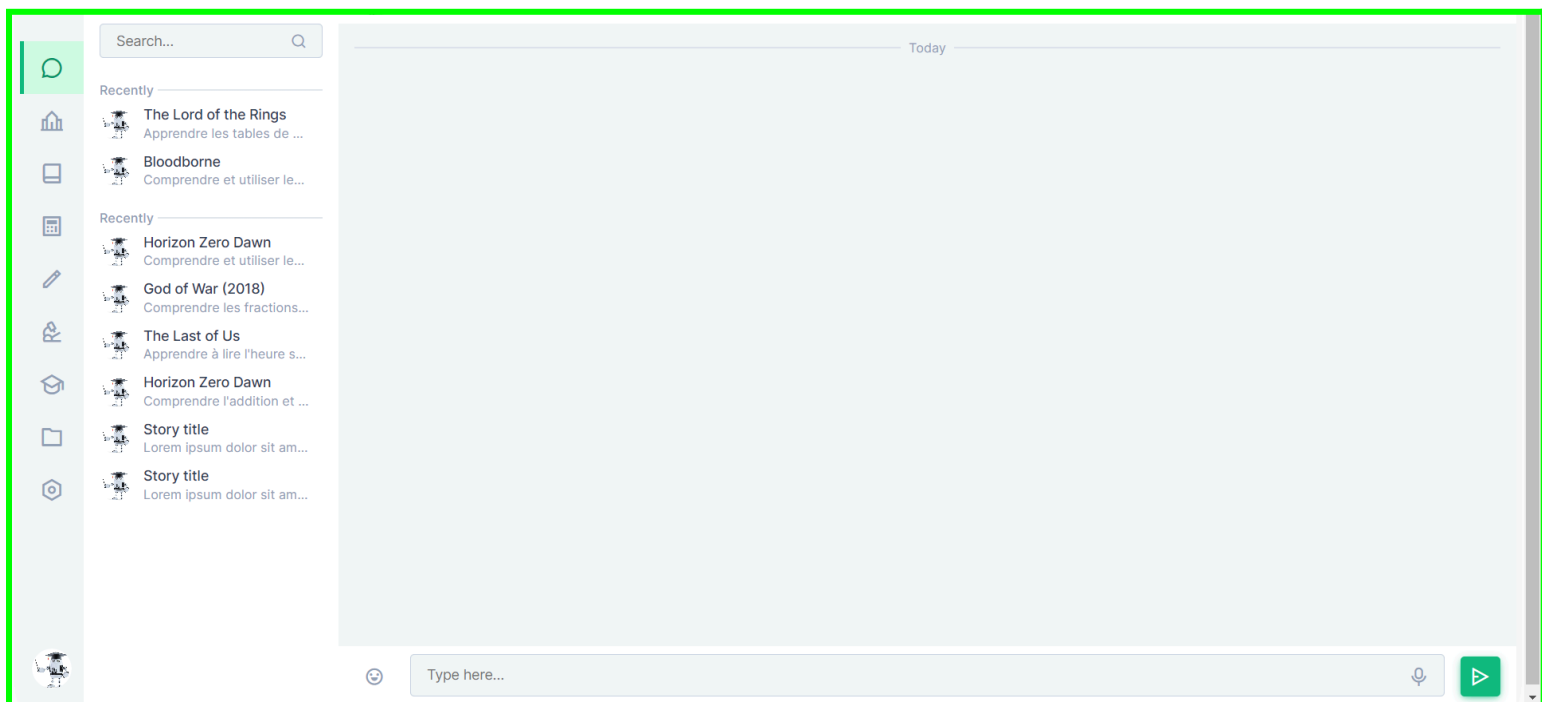 Search...
Today
Recently
The Lord of the Rings
Apprendre les tables de ...
Bloodborne
Comprendre et utiliser le...
Recently
Horizon Zero Dawn
Comprendre et utiliser le...
God of War (2018)
Comprendre les fractions...
The Last of Us
Apprendre à lire l'heure s...
Horizon Zero Dawn
Comprendre l'addition et ...
Story title
Lorem ipsum dolor sit am...
Story title
Lorem ipsum dolor sit am...
Type here...